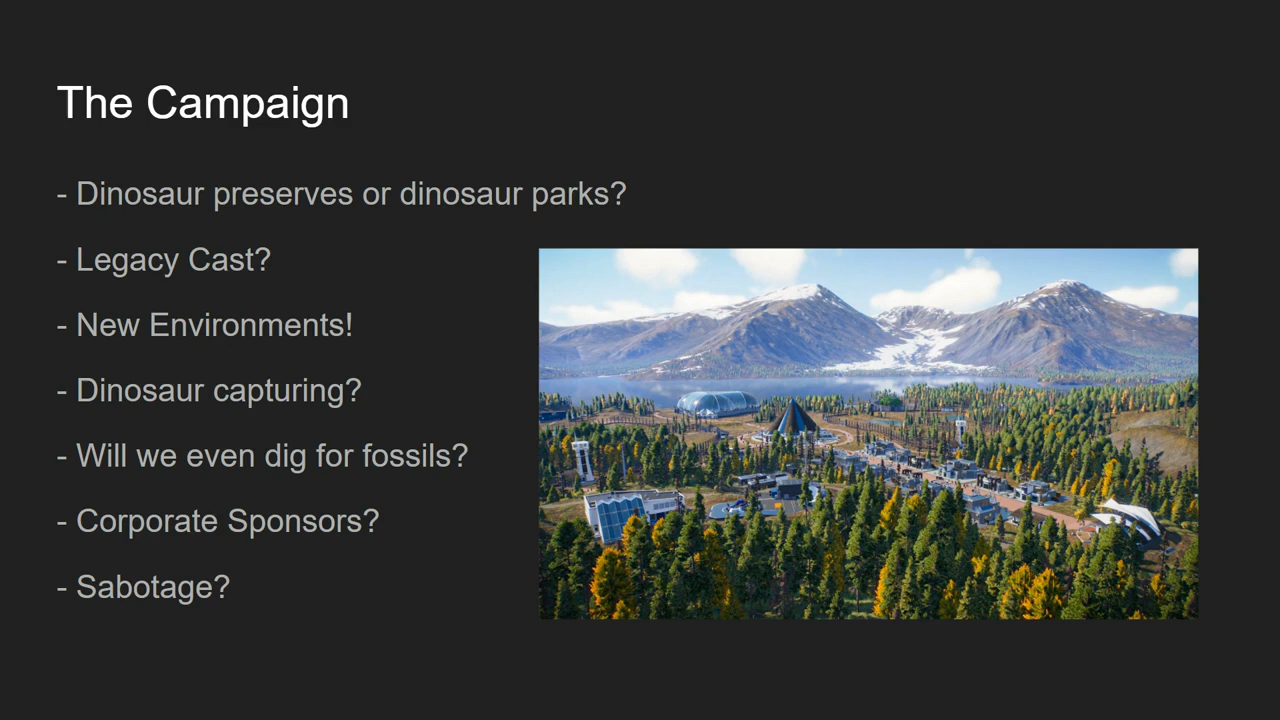 The Campaign
- Dinosaur preserves or dinosaur parks?
- Legacy Cast?
- New Environments!
- Dinosaur capturing?
- Will we even dig for fossils?
- Corporate Sponsors?
- Sabotage?